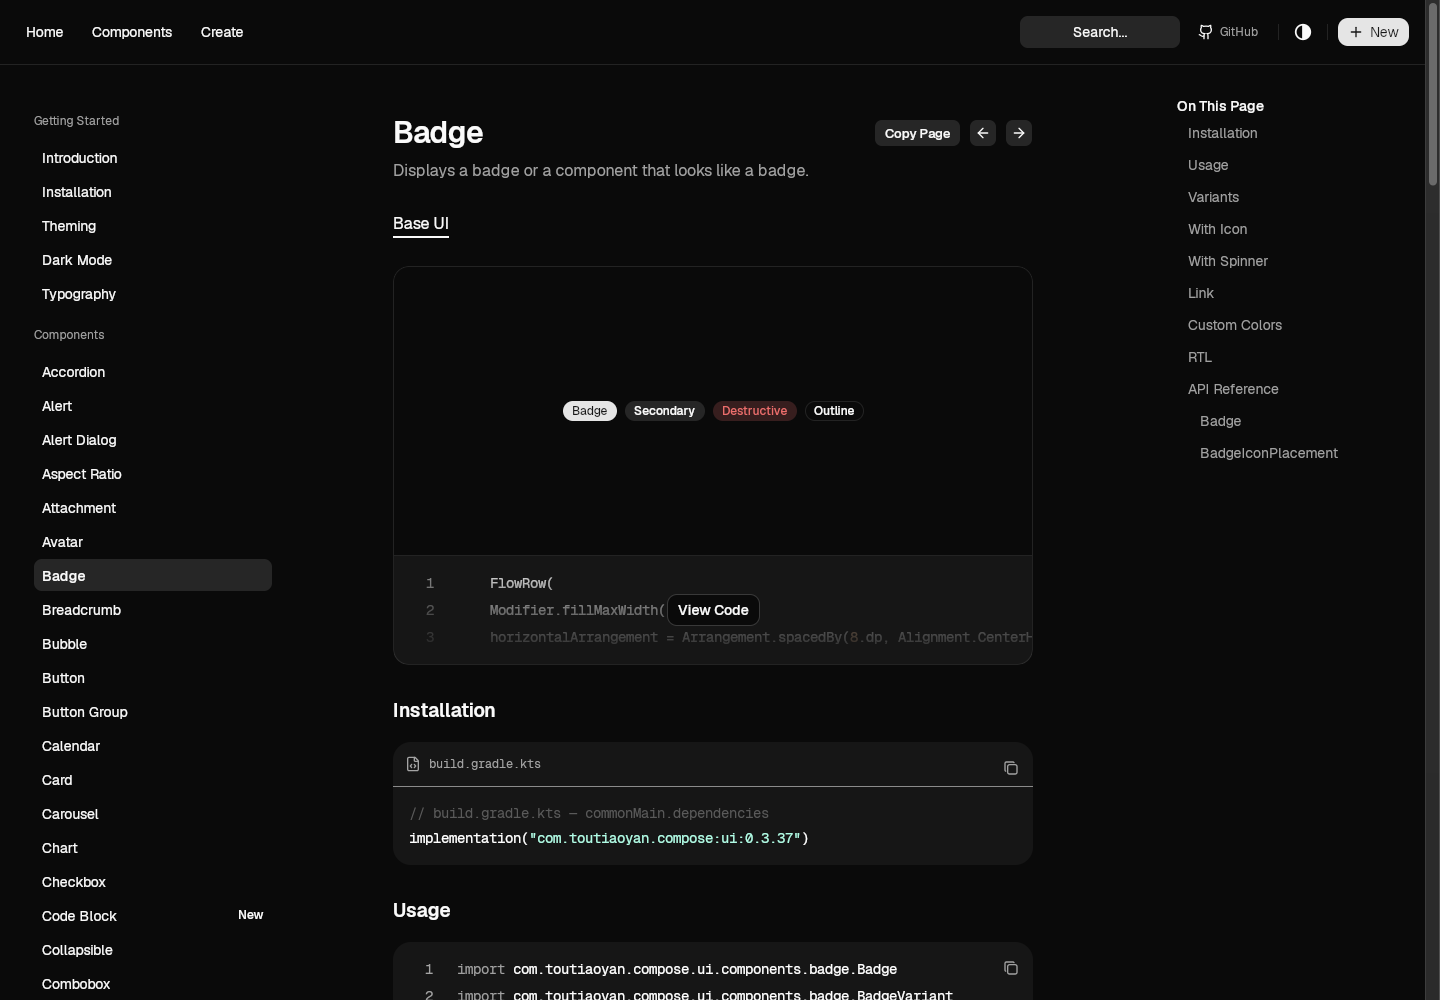 Home
Components
Create
Search...
GitHub
New
Getting Started
Introduction
Installation
Theming
Dark Mode
Typography
Components
Accordion
Alert
Alert Dialog
Aspect Ratio
Attachment
Avatar
Badge
Breadcrumb
Bubble
Button
Button Group
Calendar
Card
Carousel
Chart
Checkbox
Code Block
New
Collapsible
Combobox
Badge
Copy Page
Displays a badge or a component that looks like a badge.
Base UI
Badge
Secondary
Destructive
Outline
1 FlowRow(
2 Modifier.fillMaxWidth(
View Code
3 horizontalArrangement = Arrangement.spacedBy(8.dp, Alignment.CenterH
Installation
build.gradle.kts
// build.gradle.kts — commonMain.dependencies
implementation("com.toutiaoyan.compose:ui:0.3.37")
Usage
1 import com.toutiaoyan.compose.ui.components.badge.Badge
2 import com.toutiaoyan.compose.ui.components.badge.BadgeVariant
On This Page
Installation
Usage
Variants
With Icon
With Spinner
Link
Custom Colors
RTL
API Reference
Badge
BadgeIconPlacement